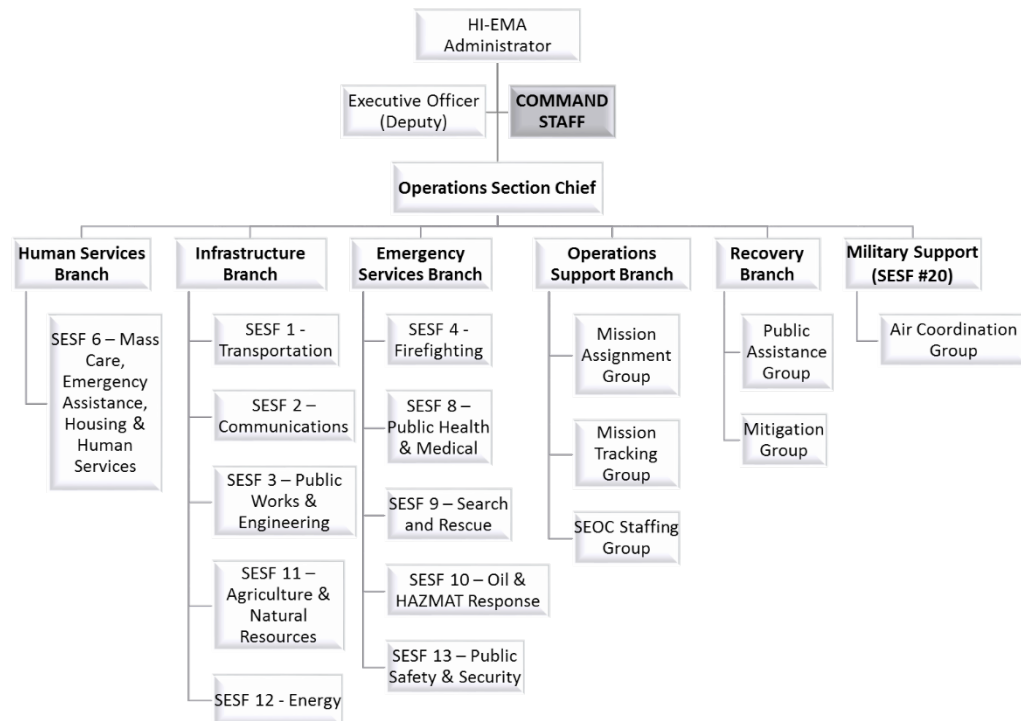 HI-EMA
Administrator
Executive Officer
(Deputy)
COMMAND
STAFF
Operations Section Chief
Human Services
Branch
SESF 6 – Mass
Care,
Emergency
Assistance,
Housing &
Human
Services
Infrastructure
Branch
SESF 1 -
Transportation
SESF 2 –
Communications
SESF 3 – Public
Works &
Engineering
SESF 11 –
Agriculture &
Natural
Resources
SESF 12 - Energy
Emergency
Services Branch
SESF 4 -
Firefighting
SESF 8 –
Public Health
& Medical
SESF 9 – Search
and Rescue
SESF 10 – Oil &
HAZMAT Response
SESF 13 – Public
Safety & Security
Operations
Support Branch
Mission
Assignment
Group
Mission
Tracking
Group
SEOC Staffing
Group
Recovery
Branch
Public
Assistance
Group
Mitigation
Group
Military Support
(SESF #20)
Air Coordination
Group